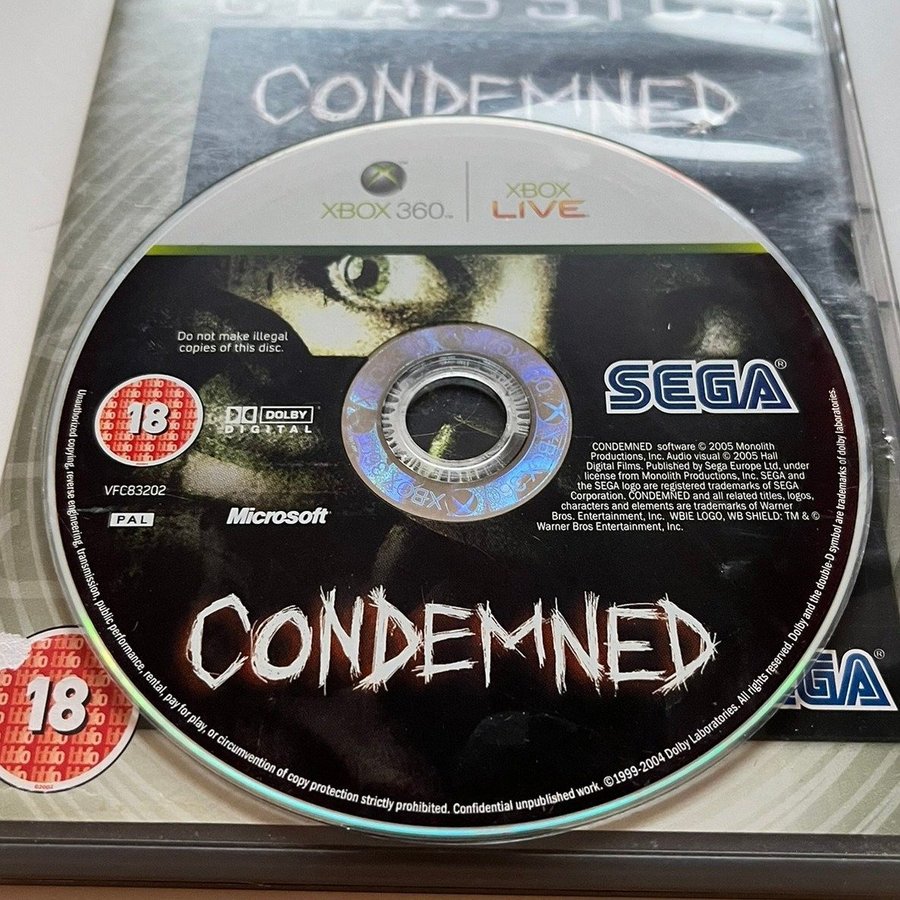 CLASSICS
CONDEMNED
XBOX 360™
XBOX
LIVE™
Do not make illegal
copies of this disc.
18
DOLBY
DIGITAL
SEGA®
VFC83202
PAL
Microsoft®
CONDEMNED software © 2005 Monolith
Productions, Inc. Audio visual © 2005 Hall
Digital Films. Published by Sega Europe Ltd. under
license from Monolith Productions, Inc. SEGA and
the SEGA logo are registered trademarks of SEGA
Corporation. CONDEMNED and all related titles, logos,
characters and elements are trademarks of Warner
Bros. Entertainment, Inc. WBIE LOGO, WB SHIELD: TM & ©
Warner Bros Entertainment, Inc.
CONDEMNED
Unauthorized copying, reverse engineering, transmission, public performance, rental, pay for play, or circumvention of copy protection strictly prohibited. Confidential unpublished work. ©1999-2004 Dolby Laboratories. All rights reserved. Dolby and the double-D symbol are trademarks of dolby laboratories.
18
SEGA®